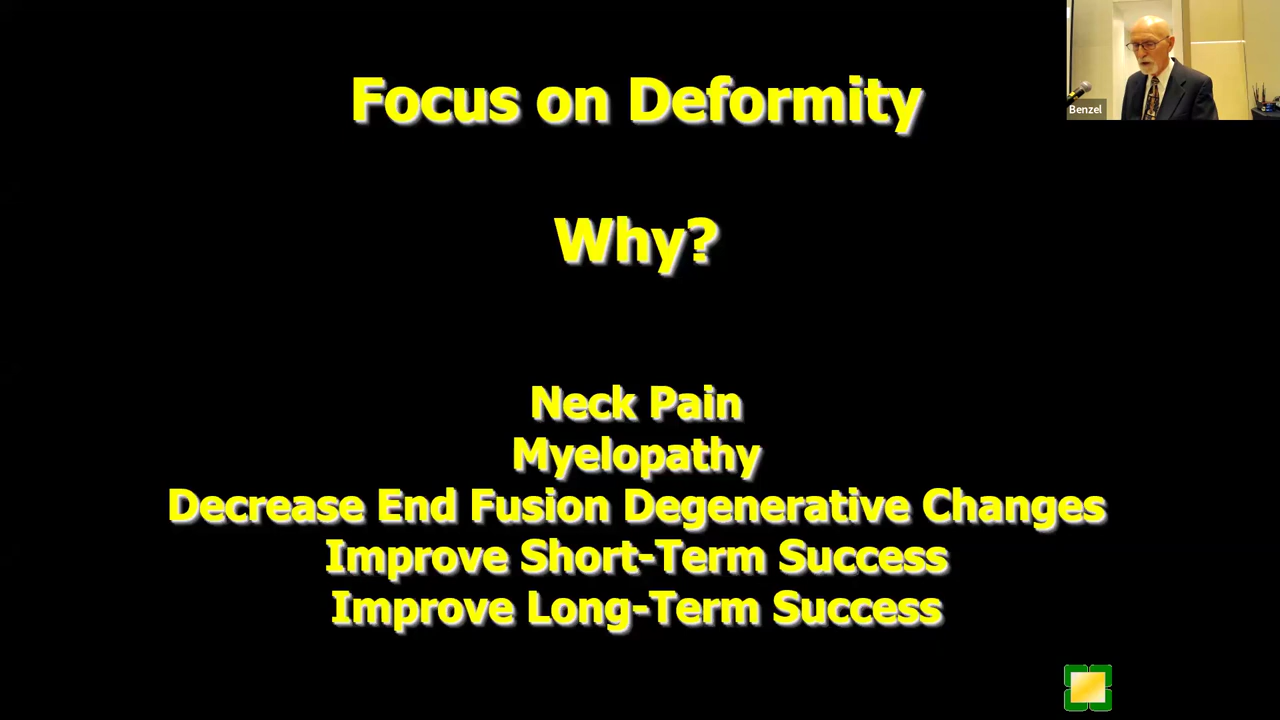 Benzel
Focus on Deformity
Why?
Neck Pain
Myelopathy
Decrease End Fusion Degenerative Changes
Improve Short-Term Success
Improve Long-Term Success